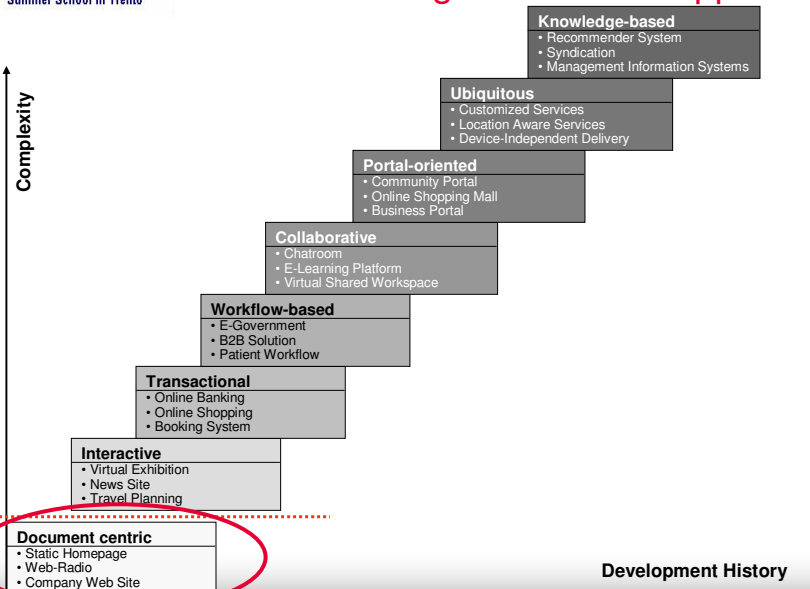 Summer School in Trento
Knowledge-based
• Recommender System
• Syndication
• Management Information Systems
Complexity
Ubiquitous
• Customized Services
• Location Aware Services
• Device-Independent Delivery
Portal-oriented
• Community Portal
• Online Shopping Mall
• Business Portal
Collaborative
• Chatroom
• E-Learning Platform
• Virtual Shared Workspace
Workflow-based
• E-Government
• B2B Solution
• Patient Workflow
Transactional
• Online Banking
• Online Shopping
• Booking System
Interactive
• Virtual Exhibition
• News Site
• Travel Planning
Document centric
• Static Homepage
• Web-Radio
• Company Web Site
Development History